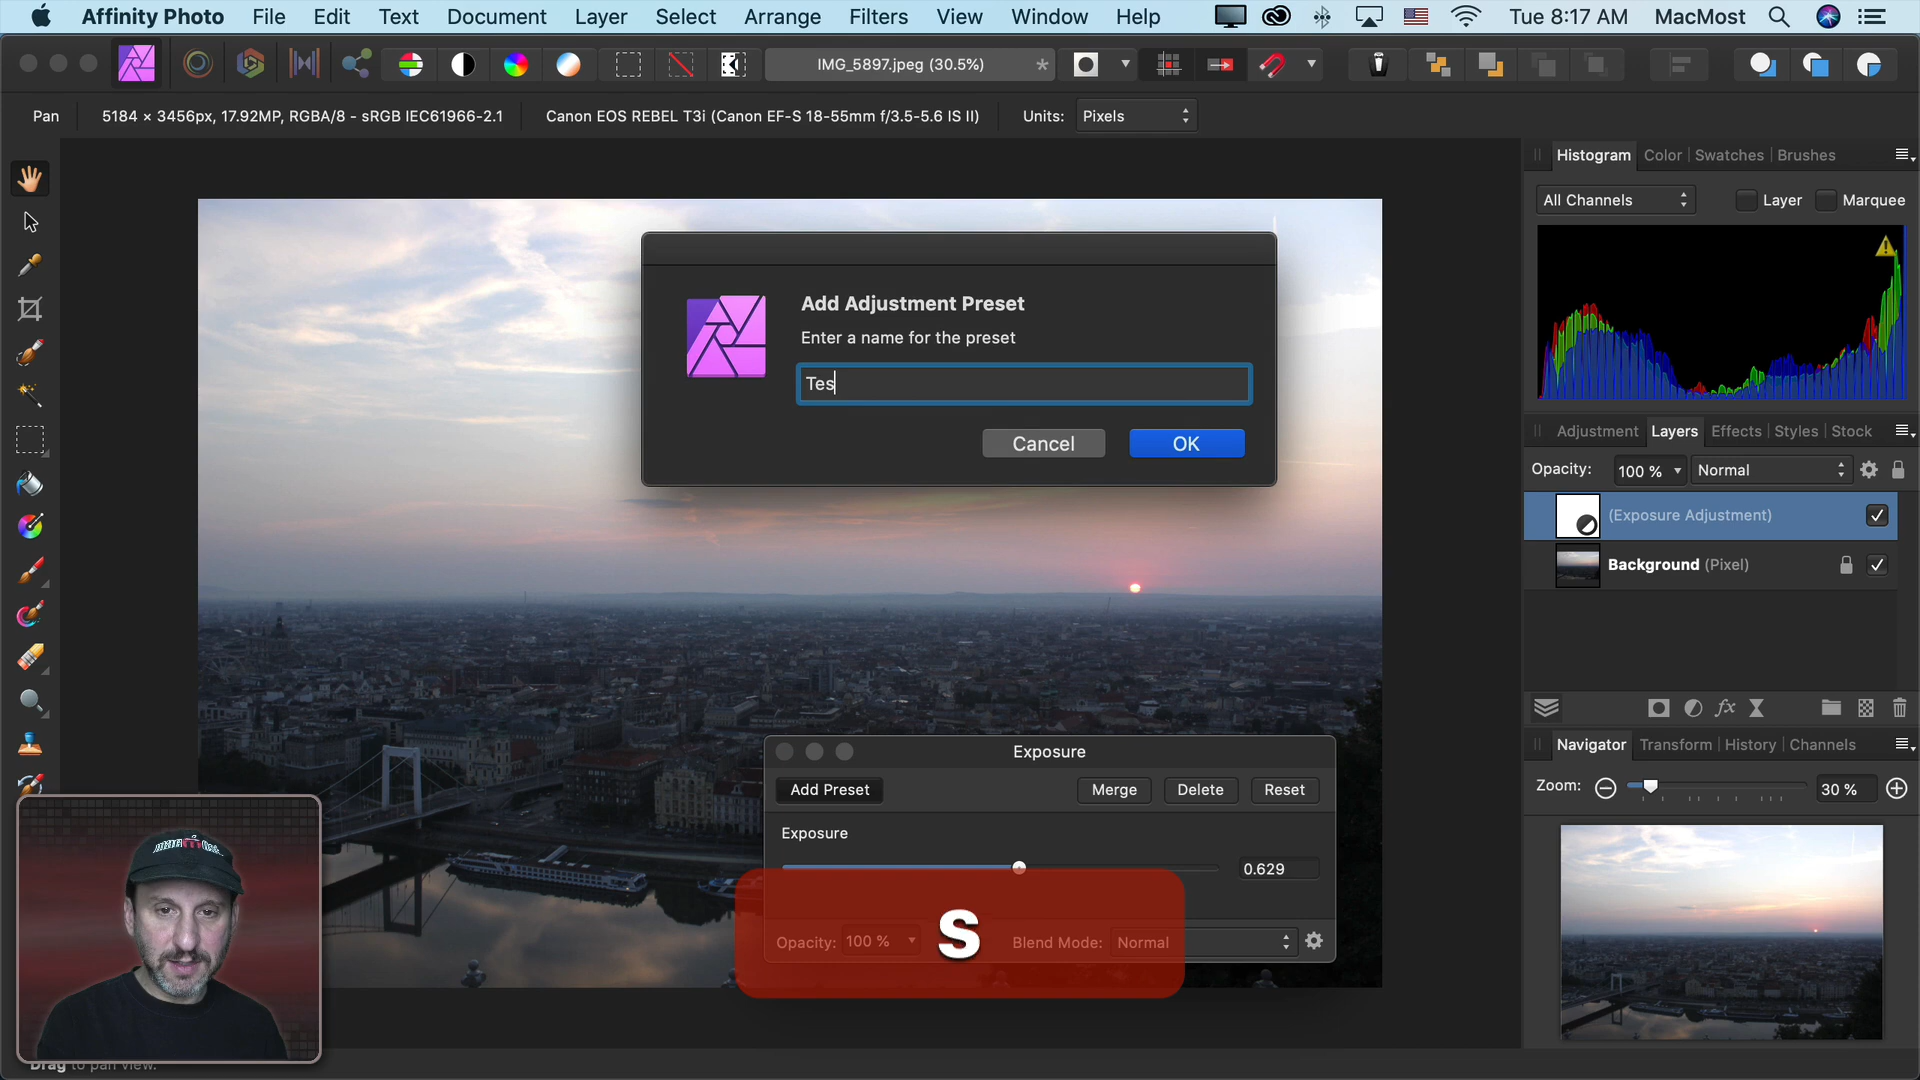 Affinity Photo File Edit Text Document Layer Select Arrange Filters View Window Help Tue 8:17 AM MacMost
IMG_5897.jpeg (30.5%) *
Pan 5184 × 3456px, 17.92MP, RGBA/8 - sRGB IEC61966-2.1 Canon EOS REBEL T3i (Canon EF-S 18-55mm f/3.5-5.6 IS II) Units: Pixels
Histogram Color Swatches Brushes
All Channels Layer Marquee
Add Adjustment Preset
Enter a name for the preset
Tes
Cancel OK
Adjustment Layers Effects Styles Stock
Opacity: 100 % Normal
(Exposure Adjustment)
Background (Pixel)
fx
Navigator Transform History Channels
Zoom: 30 %
Exposure
Add Preset Merge Delete Reset
Exposure
0.629
Opacity: 100 % Blend Mode: Normal
S
Drag to pan view.